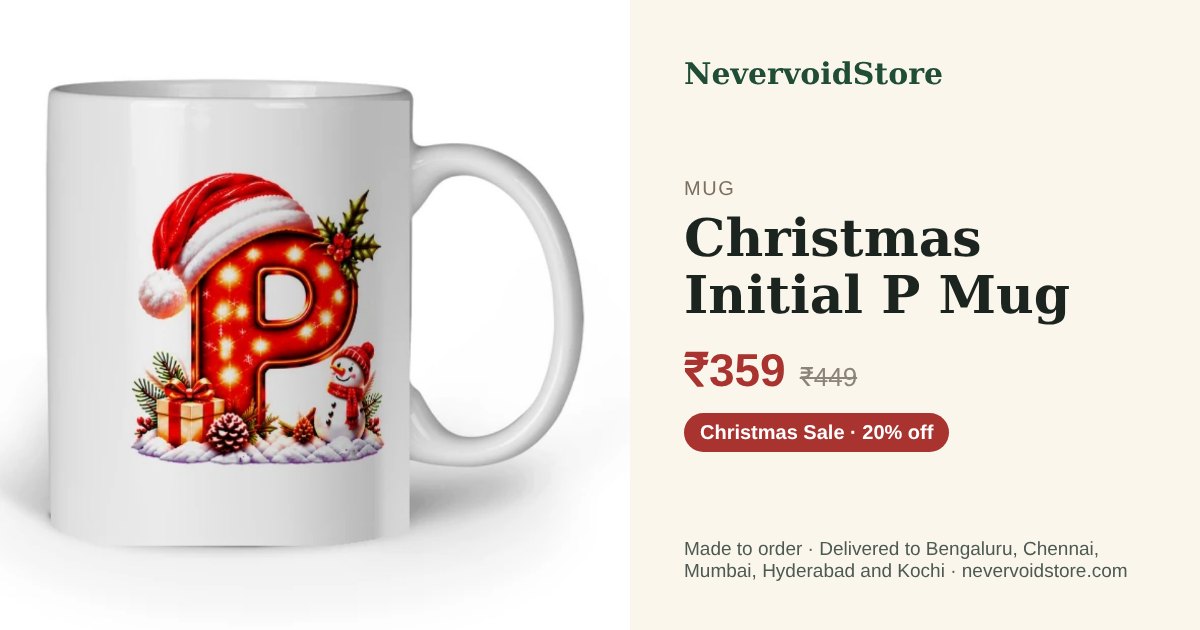 P
NevervoidStore
MUG
Christmas
Initial P Mug
₹359 ₹449
Christmas Sale · 20% off
Made to order · Delivered to Bengaluru, Chennai,
Mumbai, Hyderabad and Kochi · nevervoidstore.com